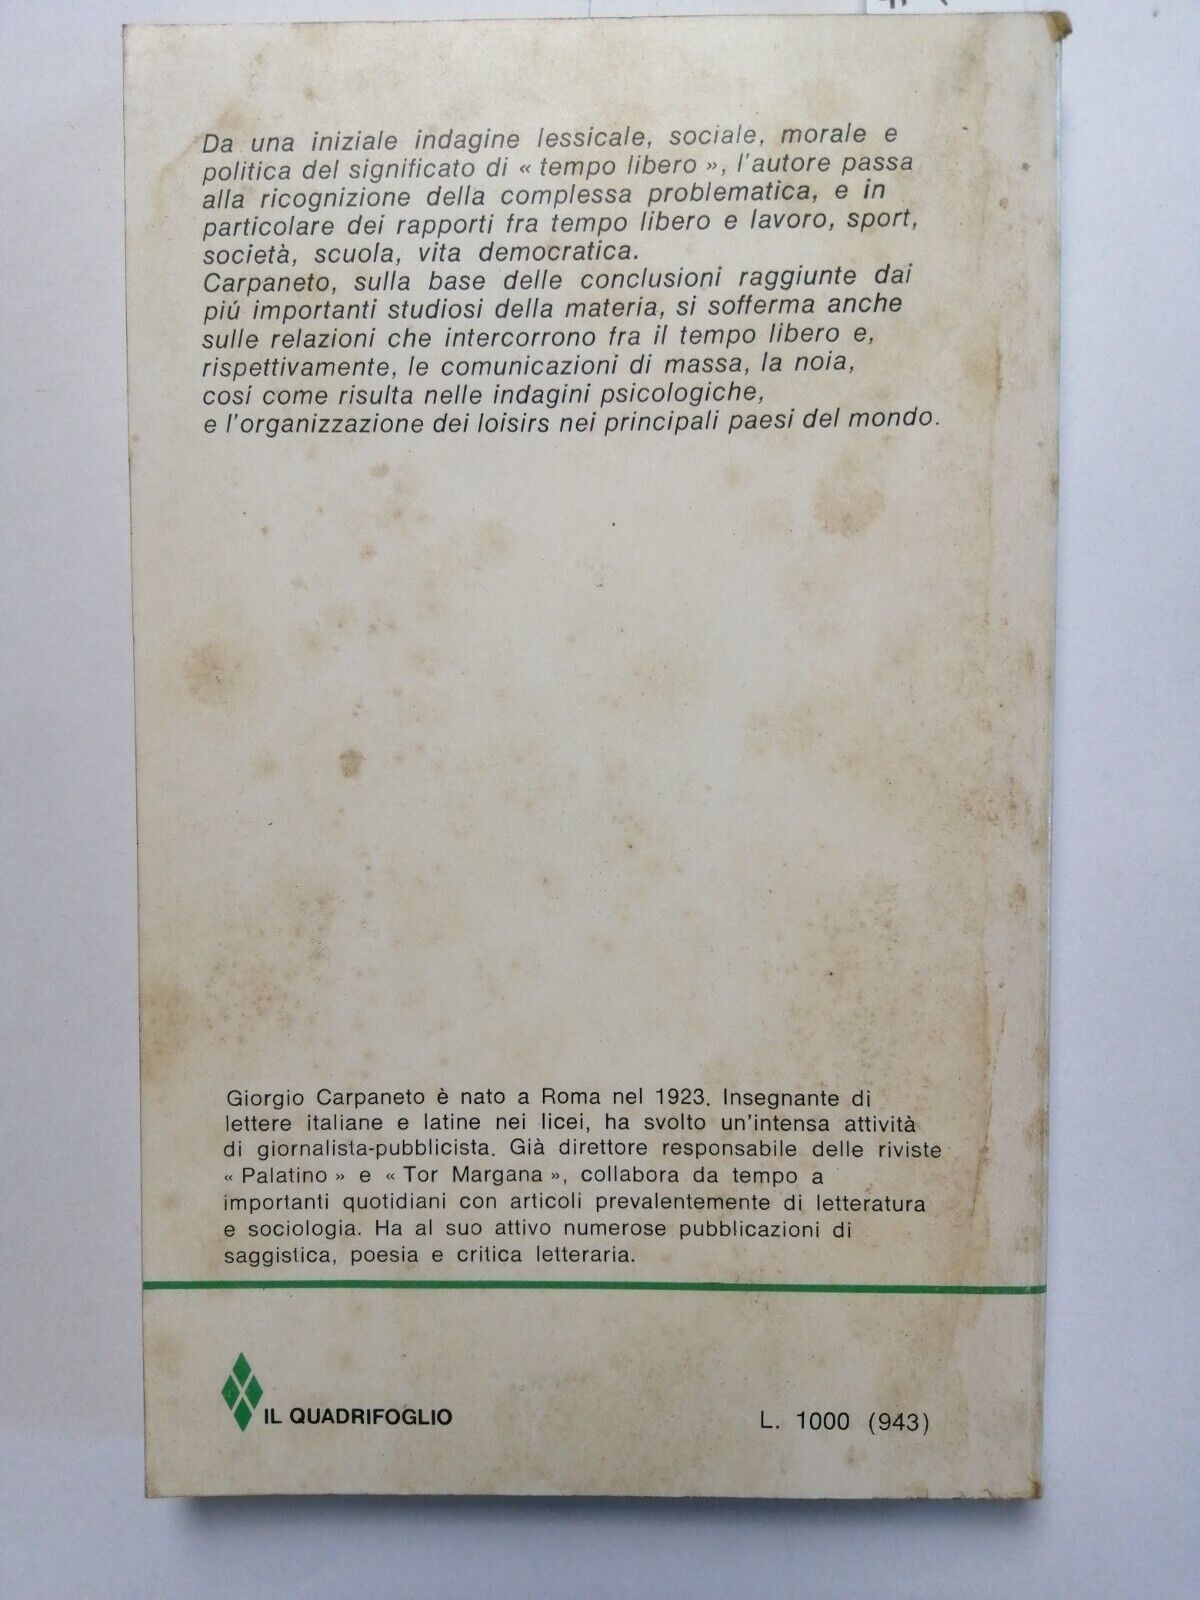 Da una iniziale indagine lessicale, sociale, morale e
politica del significato di « tempo libero », l'autore passa
alla ricognizione della complessa problematica, e in
particolare dei rapporti fra tempo libero e lavoro, sport,
società, scuola, vita democratica.
Carpaneto, sulla base delle conclusioni raggiunte dai
piú importanti studiosi della materia, si sofferma anche
sulle relazioni che intercorrono fra il tempo libero e,
rispettivamente, le comunicazioni di massa, la noia,
cosí come risulta nelle indagini psicologiche,
e l'organizzazione dei loisirs nei principali paesi del mondo.
Giorgio Carpaneto è nato a Roma nel 1923. Insegnante di
lettere italiane e latine nei licei, ha svolto un'intensa attività
di giornalista-pubblicista. Già direttore responsabile delle riviste
« Palatino » e « Tor Margana », collabora da tempo a
importanti quotidiani con articoli prevalentemente di letteratura
e sociologia. Ha al suo attivo numerose pubblicazioni di
saggistica, poesia e critica letteraria.
IL QUADRIFOGLIO
L. 1000 (943)